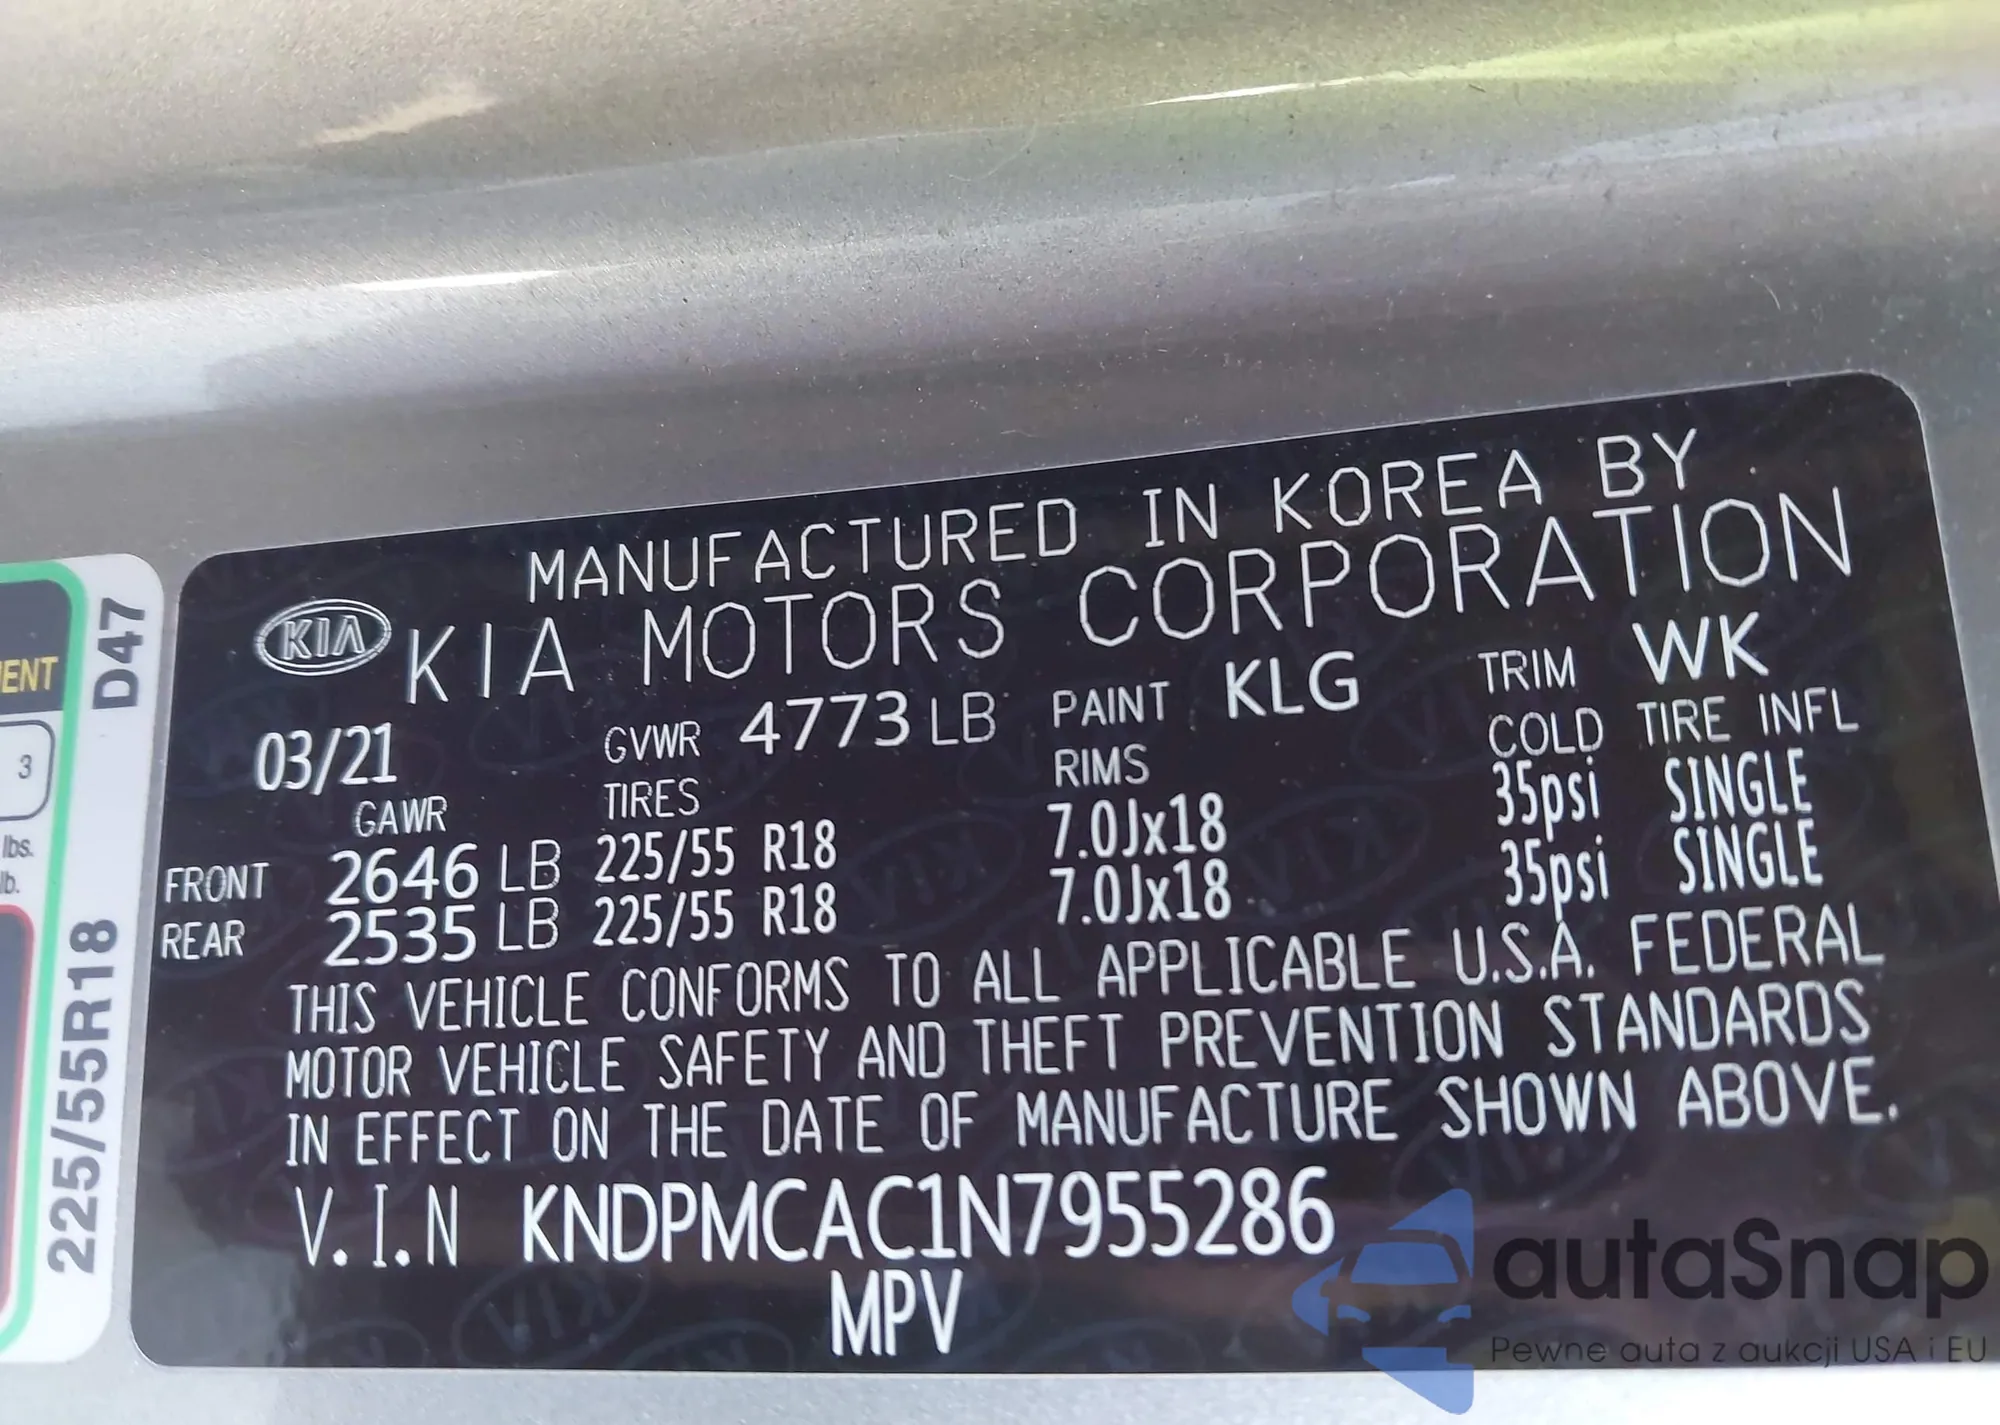 MANUFACTURED IN KOREA BY
KIA KIA MOTORS CORPORATION
03/21 GVWR 4773 LB PAINT KLG TRIM WK
GAWR TIRES RIMS COLD TIRE INFL
FRONT 2646 LB 225/55 R18 7.0Jx18 35psi SINGLE
REAR 2535 LB 225/55 R18 7.0Jx18 35psi SINGLE
THIS VEHICLE CONFORMS TO ALL APPLICABLE U.S.A. FEDERAL
MOTOR VEHICLE SAFETY AND THEFT PREVENTION STANDARDS
IN EFFECT ON THE DATE OF MANUFACTURE SHOWN ABOVE.
V.I.N KNDPMCAC1N7955286
MPV
ENT
3
lbs.
lb.
225/55R18 D47
autaSnap
Pewne auta z aukcji USA i EU